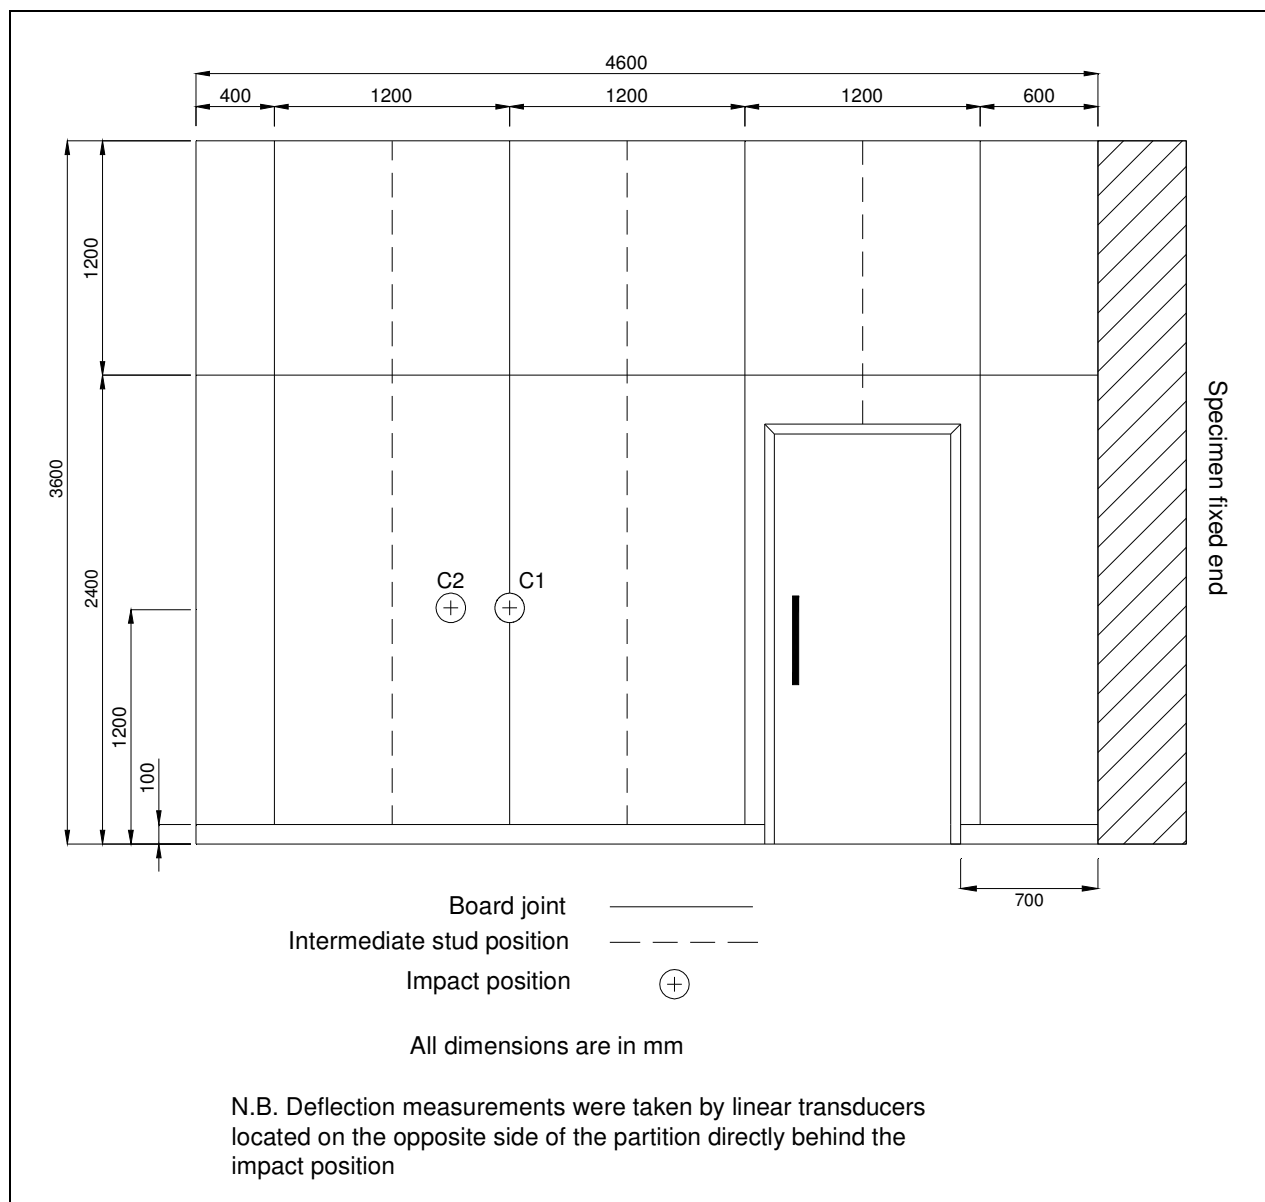 4600
400 1200 1200 1200 600
1200
3600
2400
1200
100
C2 C1
Specimen fixed end
700
Board joint
Intermediate stud position
Impact position
All dimensions are in mm
N.B. Deflection measurements were taken by linear transducers
located on the opposite side of the partition directly behind the
impact position